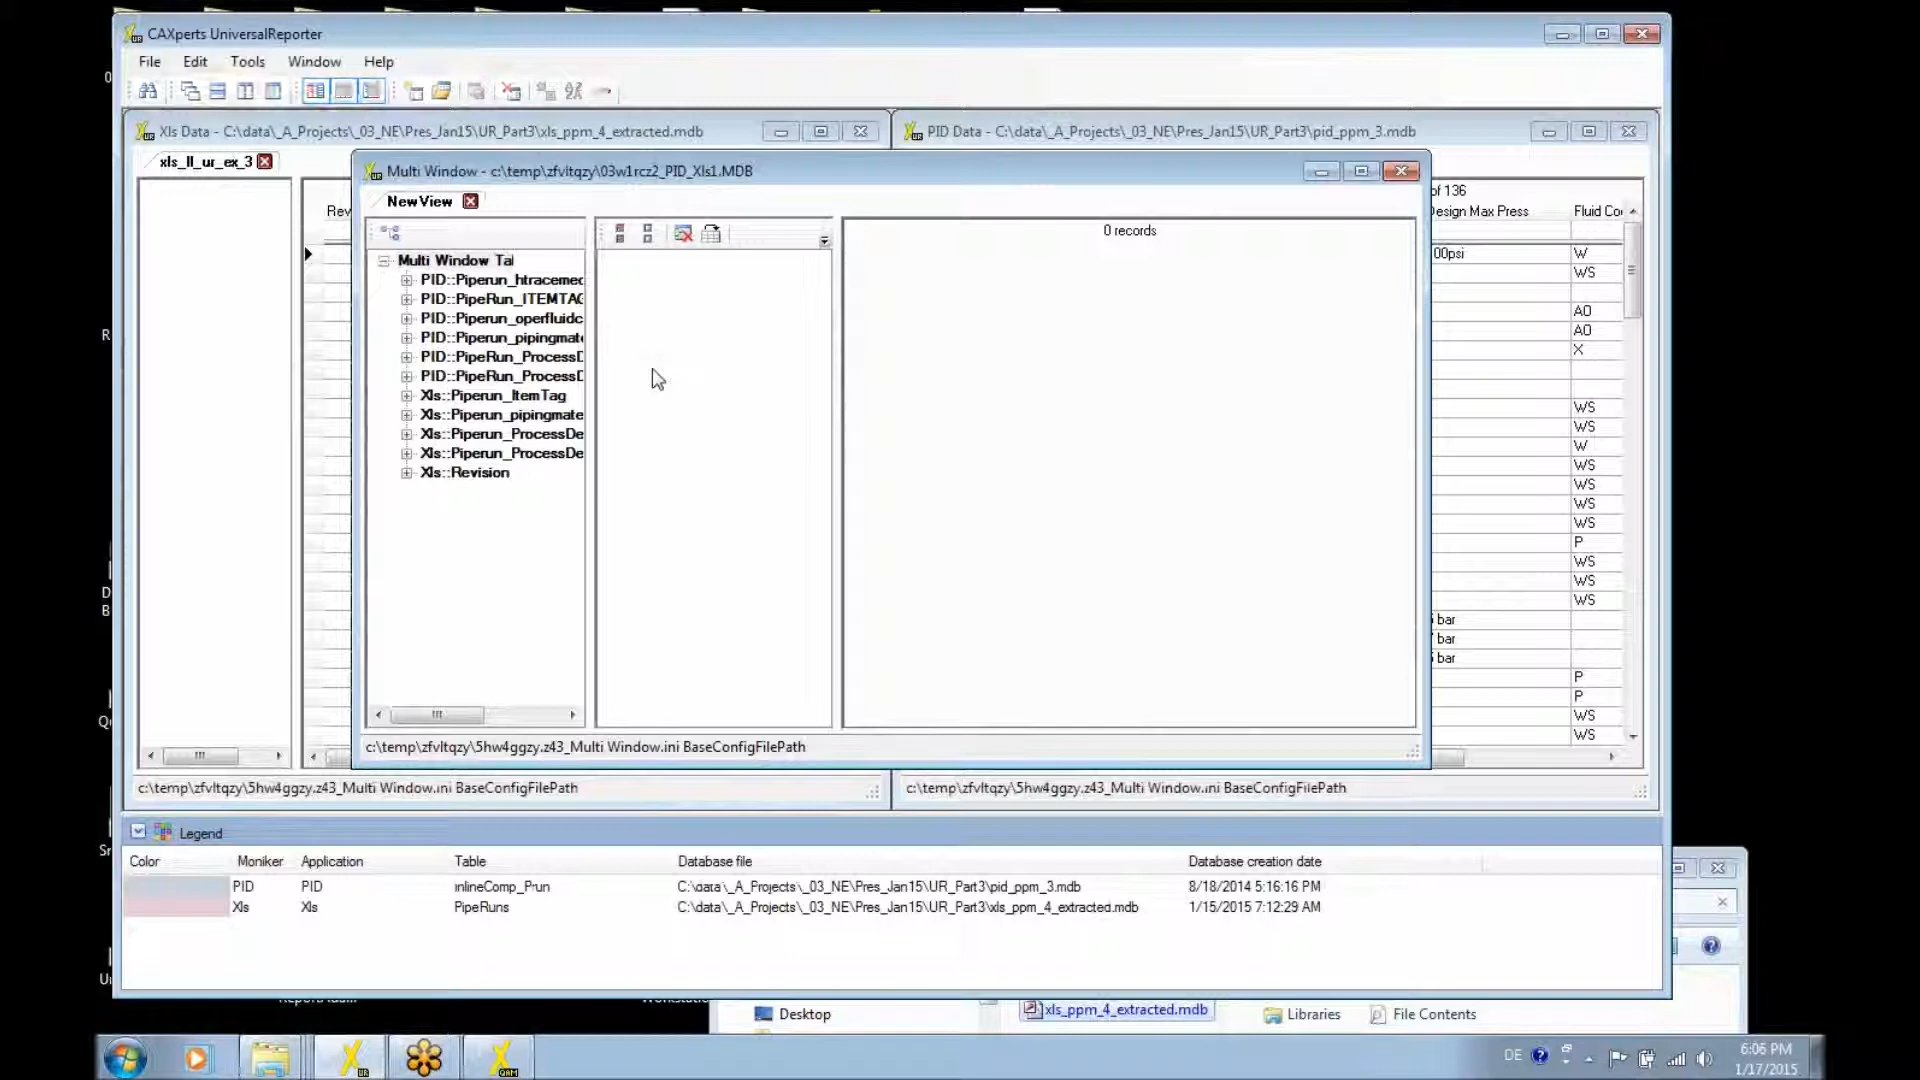 CAXperts UniversalReporter
File Edit Tools Window Help
Xls Data - C:\data\_A_Projects\_03_NE\Pres_Jan15\UR_Part3\xls_ppm_4_extracted.mdb
PID Data - C:\data\_A_Projects\_03_NE\Pres_Jan15\UR_Part3\pid_ppm_3.mdb
xls_ll_ur_ex_3
Multi Window - c:\temp\zfvltqzy\03w1rcz2_PID_Xls1.MDB
NewView
of 136
Rev
Design Max Press Fluid Co
0 records
Multi Window Tal
PID::Piperun_htracemed
PID::PipeRun_ITEMTAG
PID::Piperun_operfluidc
PID::Piperun_pipingmate
PID::PipeRun_ProcessD
PID::PipeRun_ProcessD
Xls::Piperun_ItemTag
Xls::Piperun_pipingmate
Xls::Piperun_ProcessDe
Xls::Piperun_ProcessDe
Xls::Revision
00psi W
WS
AO
AO
X
WS
WS
W
WS
WS
WS
WS
P
WS
WS
WS
bar
bar
bar
P
P
WS
WS
c:\temp\zfvltqzy\5hw4ggzy.z43_Multi Window.ini BaseConfigFilePath
c:\temp\zfvltqzy\5hw4ggzy.z43_Multi Window.ini BaseConfigFilePath
c:\temp\zfvltqzy\5hw4ggzy.z43_Multi Window.ini BaseConfigFilePath
Legend
Color Moniker Application Table Database file Database creation date
PID PID InlineComp_Prun C:\data\_A_Projects\_03_NE\Pres_Jan15\UR_Part3\pid_ppm_3.mdb 8/18/2014 5:16:16 PM
Xls Xls PipeRuns C:\data\_A_Projects\_03_NE\Pres_Jan15\UR_Part3\xls_ppm_4_extracted.mdb 1/15/2015 7:12:29 AM
Desktop
xls_ppm_4_extracted.mdb
Libraries
File Contents
UR
QAM
DE
6:06 PM
1/17/2015